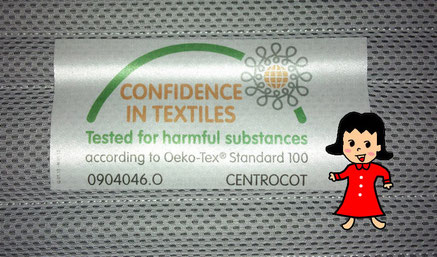 CONFIDENCE
IN TEXTILES
Tested for harmful substances
according to Oeko-Tex® Standard 100
0904046.O CENTROCOT